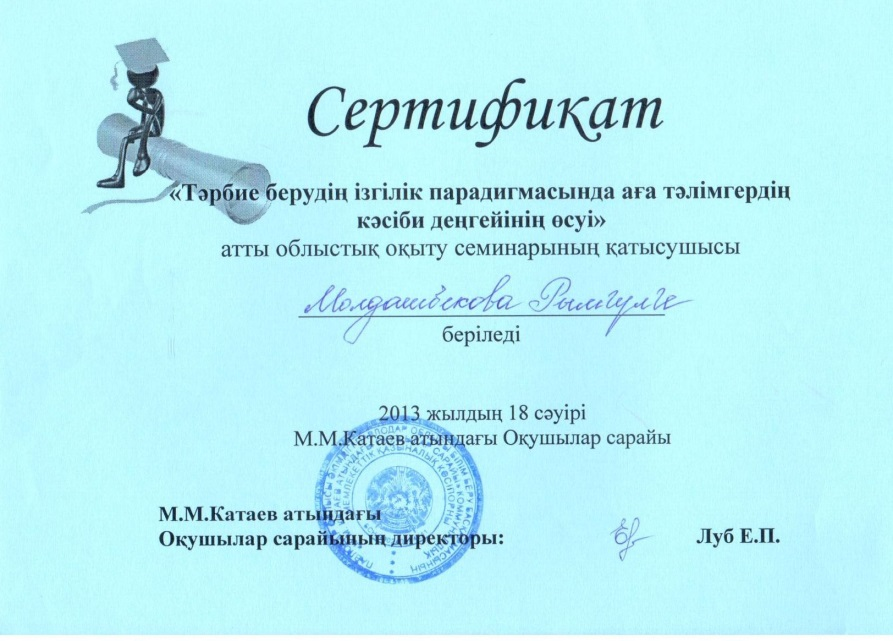 Сертификат
«Тәрбие берудің ізгілік парадигмасында аға тәлімгердің
кәсіби деңгейінің өсуі»
атты облыстық оқыту семинарының қатысушысы
Молдашбекова Рымгүлге
беріледі
2013 жылдың 18 сәуірі
М.М.Катаев атындағы Оқушылар сарайы
М.М.Катаев атындағы
Оқушылар сарайының директоры:
Луб Е.П.